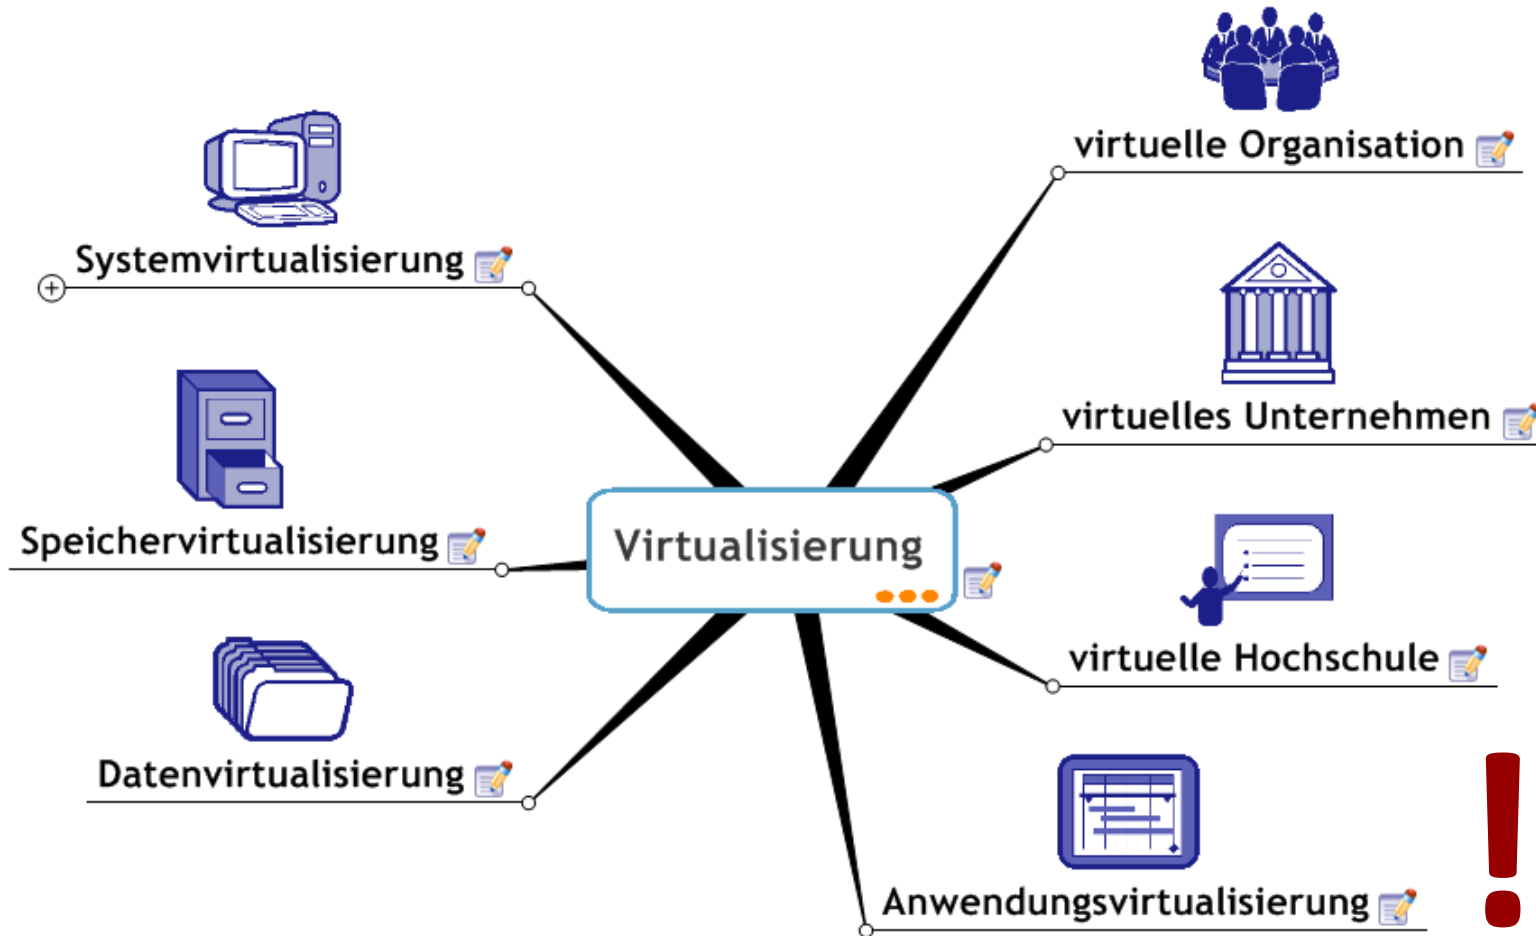 virtuelle Organisation
Systemvirtualisierung
virtuelles Unternehmen
Speichervirtualisierung
Virtualisierung
virtuelle Hochschule
Datenvirtualisierung
Anwendungsvirtualisierung
!